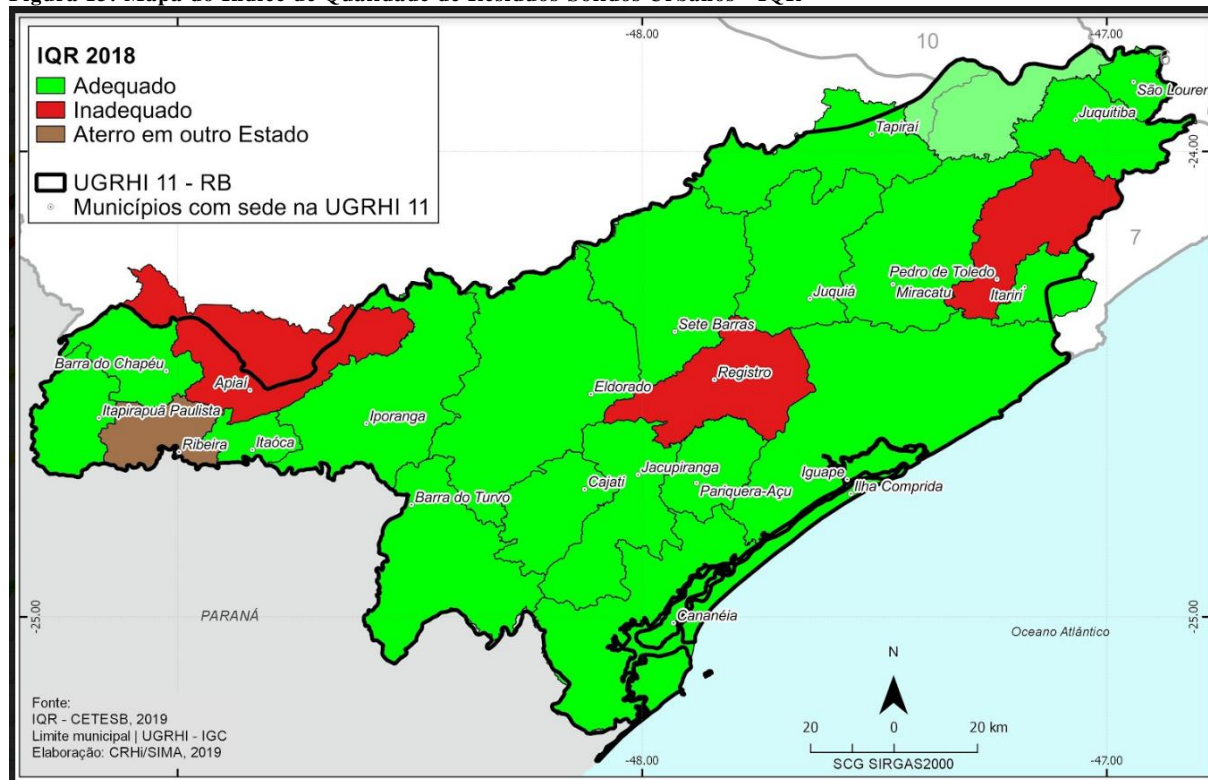 IQR 2018
Adequado
Inadequado
Aterro em outro Estado
UGRHI 11 - RB
Municípios com sede na UGRHI 11
-48.00
-47.00
10
6
São Louren
Juquitiba
Tapiraí
-24.00
7
Pedro de Toledo
Miracatu
Itariri
Juquiá
Sete Barras
Registro
Eldorado
Barra do Chapéu
Apiaí
Itapirapuã Paulista
Ribeira
Itaóca
Iporanga
Jacupiranga
Cajati
Pariquera-Açu
Iguape
Ilha Comprida
Barra do Turvo
Cananéia
-25.00
PARANÁ
-25.00
Oceano Atlântico
N
20 0 20 km
SCG SIRGAS2000
Fonte:
IQR - CETESB, 2019
Limite municipal | UGRHI - IGC
Elaboração: CRHi/SIMA, 2019
-48.00
-47.00